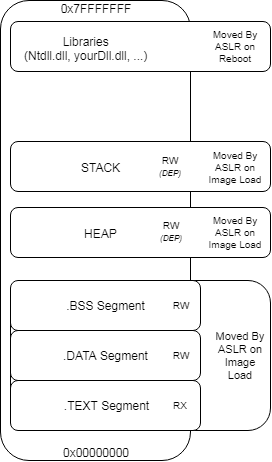 0x7FFFFFFF
Libraries
(Ntdll.dll, yourDll.dll, ...)
Moved By
ASLR on
Reboot
STACK
RW
(DEP)
Moved By
ASLR on
Image Load
HEAP
RW
(DEP)
Moved By
ASLR on
Image Load
.BSS Segment
RW
.DATA Segment
RW
.TEXT Segment
RX
Moved By
ASLR on
Image
Load
0x00000000